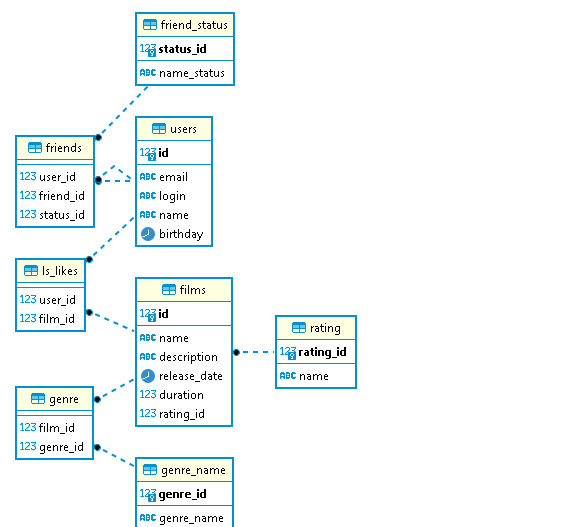 friend_status
123 status_id
ABC name_status
friends
123 user_id
123 friend_id
123 status_id
users
123 id
ABC email
ABC login
ABC name
birthday
ls_likes
123 user_id
123 film_id
films
123 id
ABC name
ABC description
release_date
123 duration
123 rating_id
rating
123 rating_id
ABC name
genre
123 film_id
123 genre_id
genre_name
123 genre_id
ABC genre_name